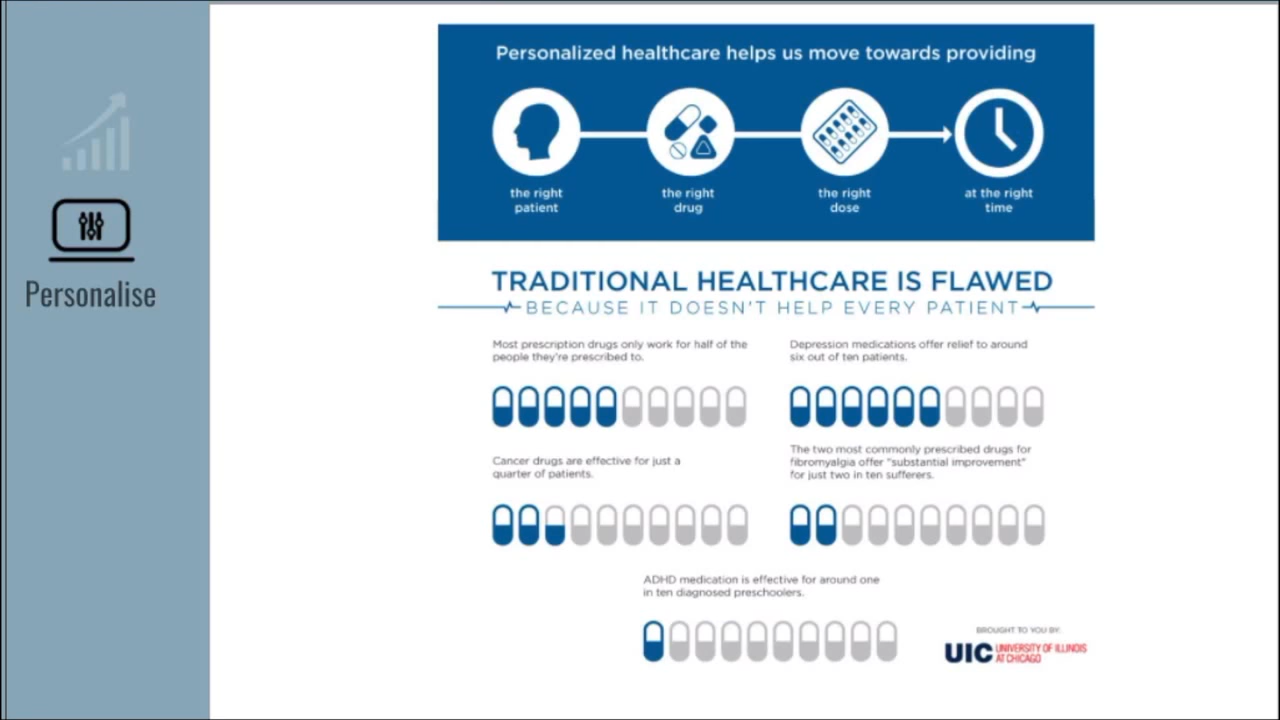 Personalise
Personalized healthcare helps us move towards providing
the right
patient
the right
drug
the right
dose
at the right
time
TRADITIONAL HEALTHCARE IS FLAWED
BECAUSE IT DOESN'T HELP EVERY PATIENT
Most prescription drugs only work for half of the
people they're prescribed to.
Depression medications offer relief to around
six out of ten patients.
Cancer drugs are effective for just a
quarter of patients.
The two most commonly prescribed drugs for
fibromyalgia offer "substantial improvement"
for just two in ten sufferers.
ADHD medication is effective for around one
in ten diagnosed preschoolers.
BROUGHT TO YOU BY:
UIC UNIVERSITY OF ILLINOIS
AT CHICAGO